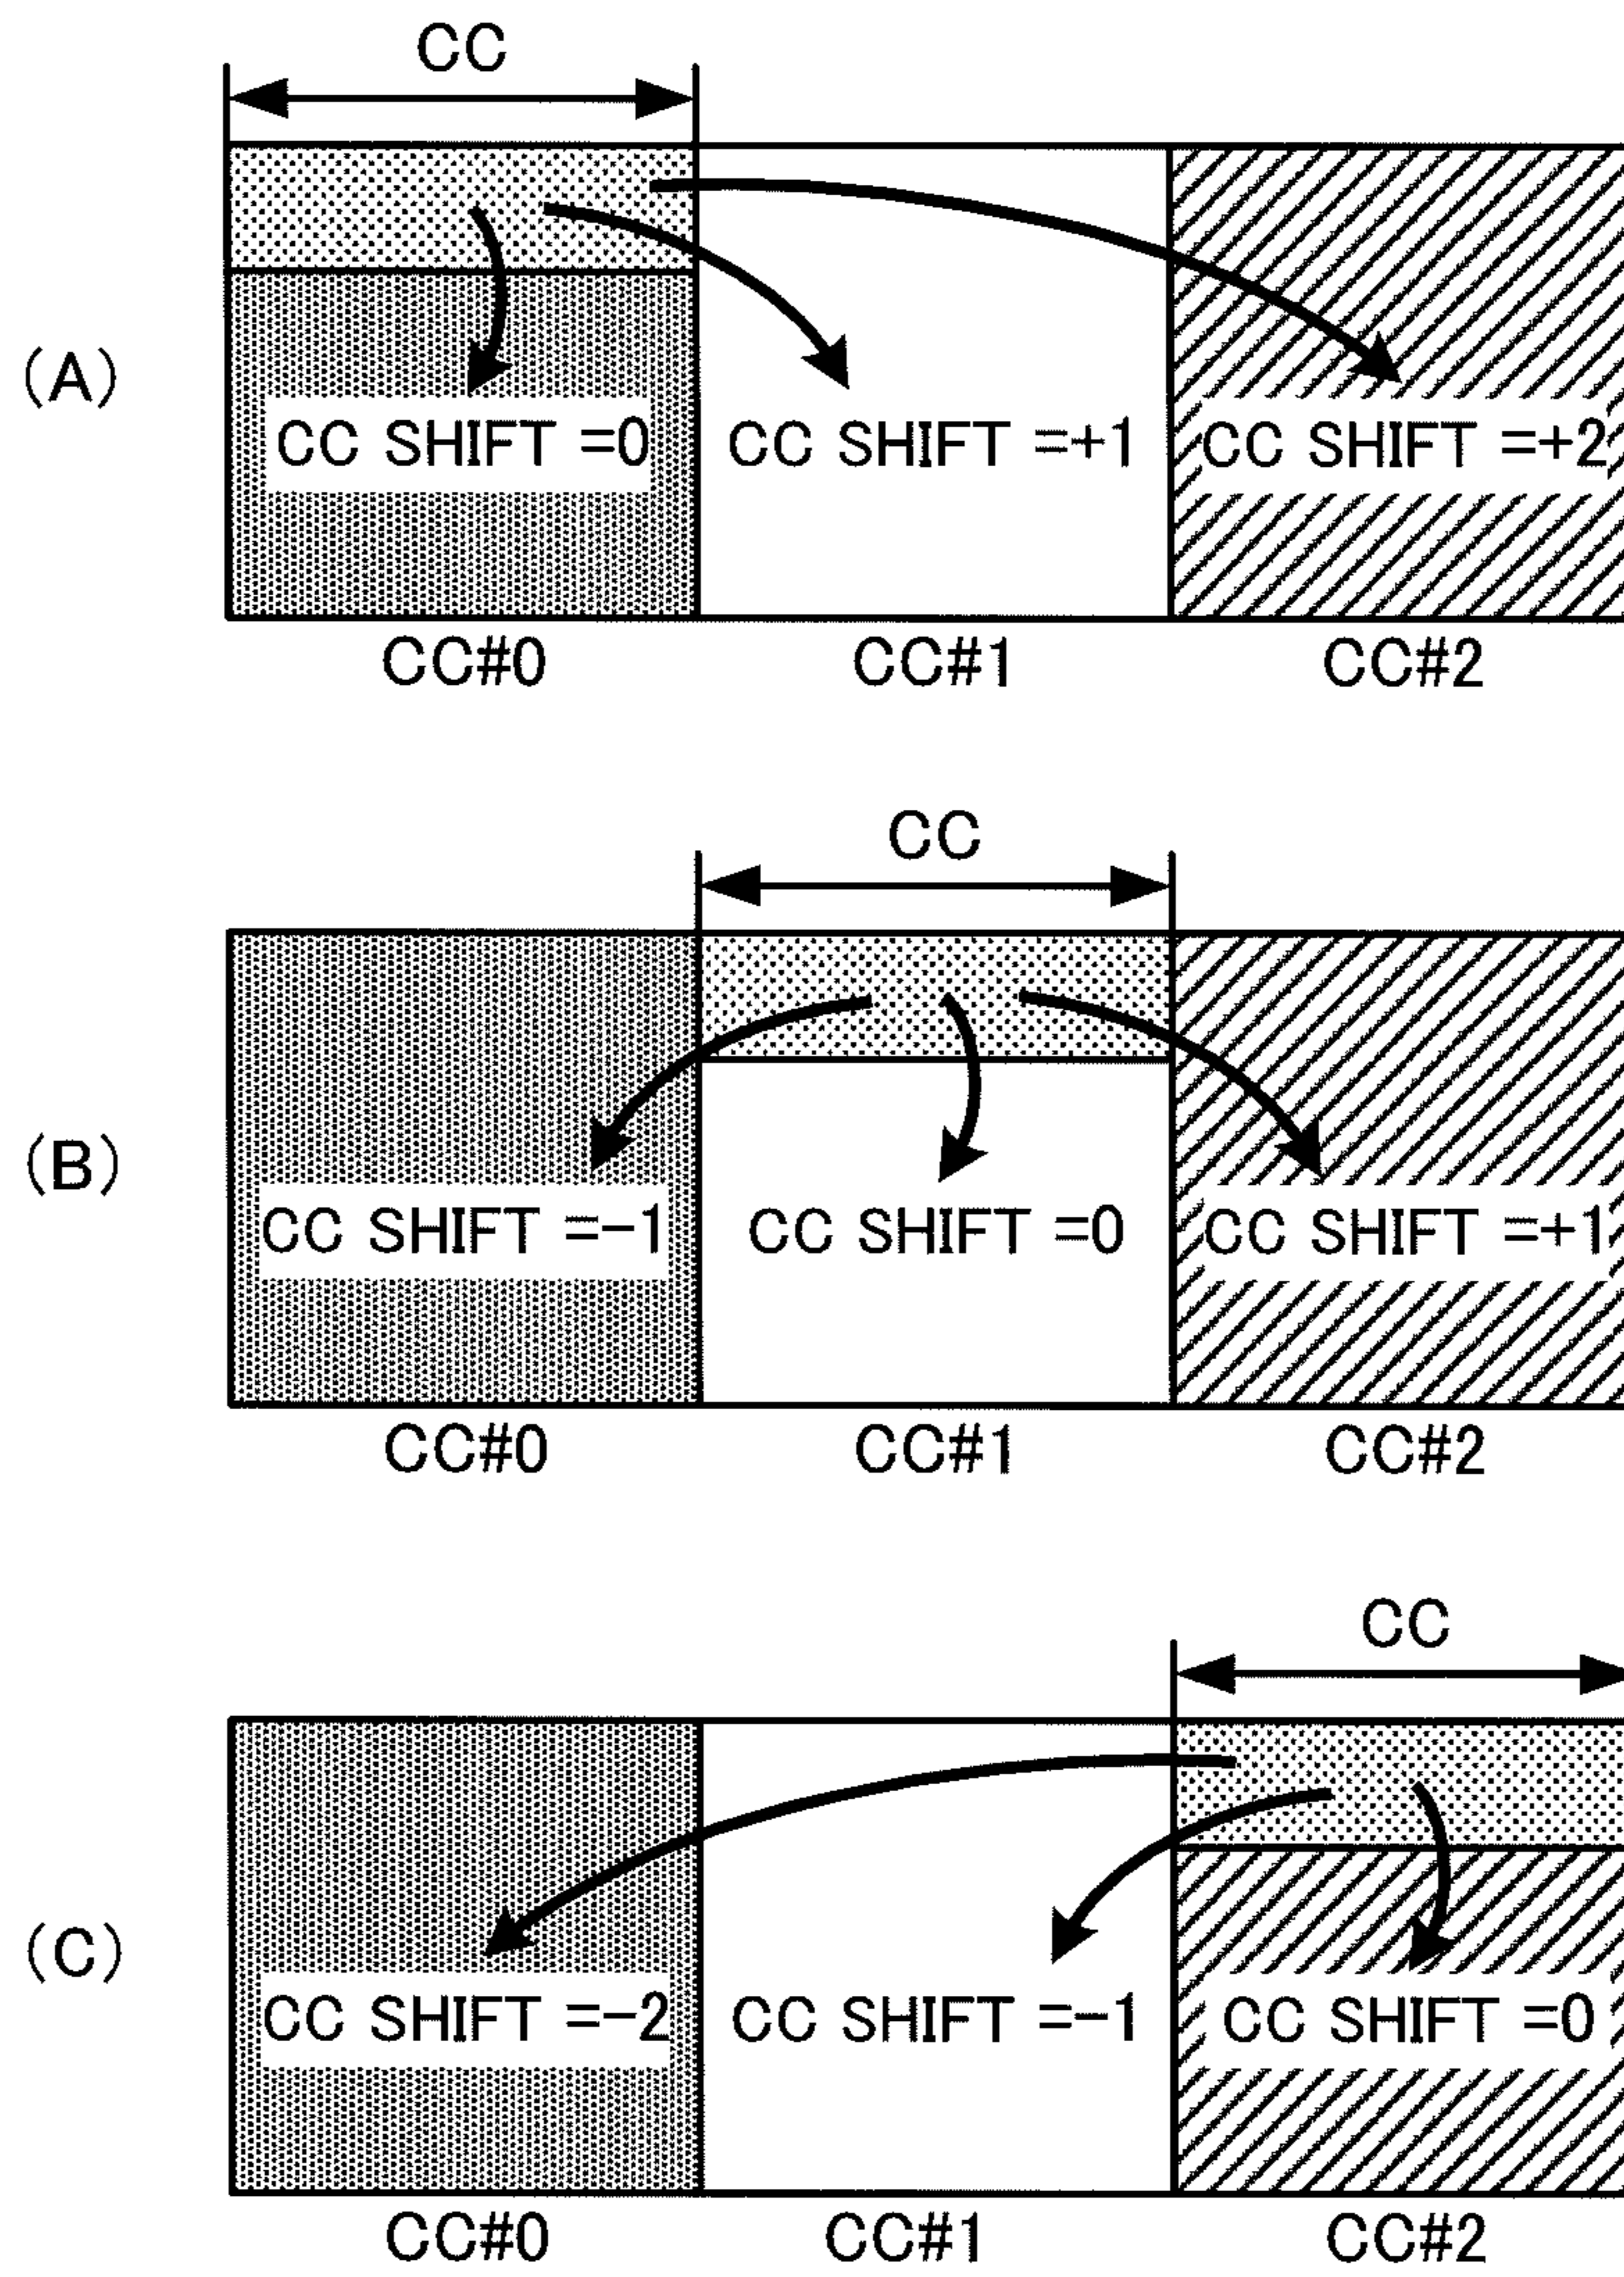 CC
(A)
CC SHIFT =0 CC SHIFT =+1 CC SHIFT =+2
CC#0 CC#1 CC#2
CC
(B)
CC SHIFT =-1 CC SHIFT =0 CC SHIFT =+1
CC#0 CC#1 CC#2
CC
(C)
CC SHIFT =-2 CC SHIFT =-1 CC SHIFT =0
CC#0 CC#1 CC#2